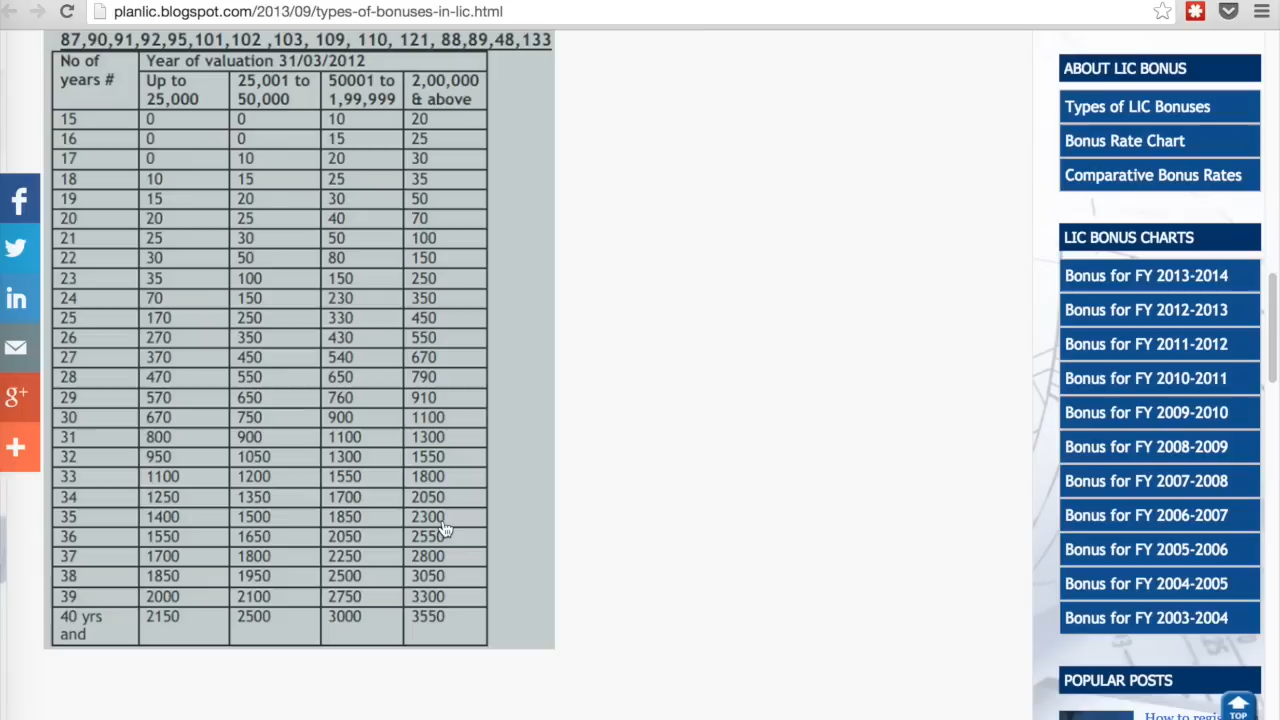 planlic.blogspot.com/2013/09/types-of-bonuses-in-lic.html
87,90,91,92,95,101,102 ,103, 109, 110, 121, 88,89,48,133
No of years # Year of valuation 31/03/2012
Up to 25,000 25,001 to 50,000 50001 to 1,99,999 2,00,000 & above
15 0 0 10 20
16 0 0 15 25
17 0 10 20 30
18 10 15 25 35
19 15 20 30 50
20 20 25 40 70
21 25 30 50 100
22 30 50 80 150
23 35 100 150 250
24 70 150 230 350
25 170 250 330 450
26 270 350 430 550
27 370 450 540 670
28 470 550 650 790
29 570 650 760 910
30 670 750 900 1100
31 800 900 1100 1300
32 950 1050 1300 1550
33 1100 1200 1550 1800
34 1250 1350 1700 2050
35 1400 1500 1850 2300
36 1550 1650 2050 2550
37 1700 1800 2250 2800
38 1850 1950 2500 3050
39 2000 2100 2750 3300
40 yrs and 2150 2500 3000 3550
ABOUT LIC BONUS
Types of LIC Bonuses
Bonus Rate Chart
Comparative Bonus Rates
LIC BONUS CHARTS
Bonus for FY 2013-2014
Bonus for FY 2012-2013
Bonus for FY 2011-2012
Bonus for FY 2010-2011
Bonus for FY 2009-2010
Bonus for FY 2008-2009
Bonus for FY 2007-2008
Bonus for FY 2006-2007
Bonus for FY 2005-2006
Bonus for FY 2004-2005
Bonus for FY 2003-2004
POPULAR POSTS
How to
TOP